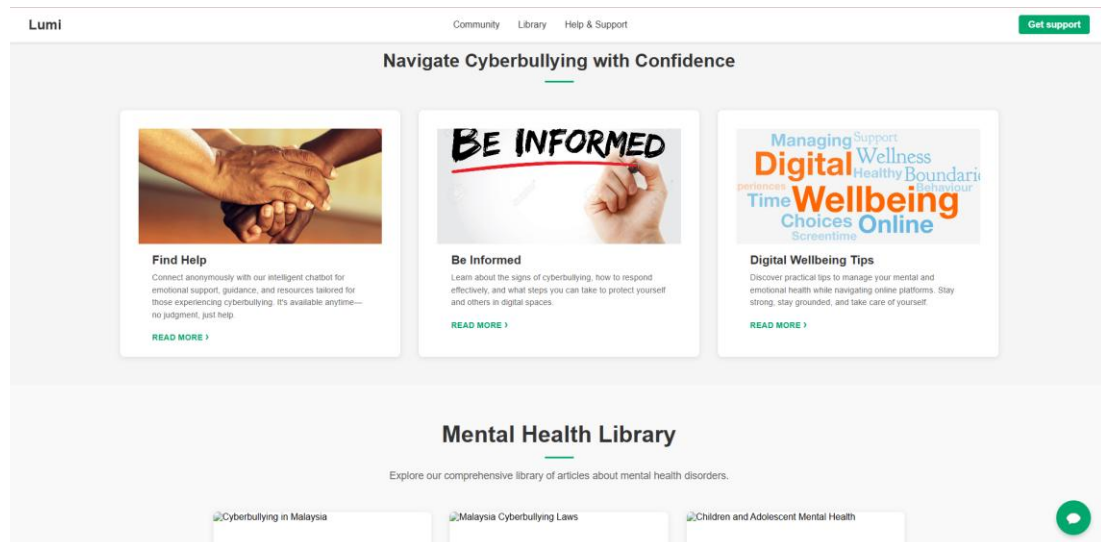 Lumi
Community Library Help & Support
Get support
Navigate Cyberbullying with Confidence
BE INFORMED
Managing Support
Digital Wellness
Healthy Boundarie
periences Behaviour
Time Wellbeing
Choices Online
Screentime
Find Help
Connect anonymously with our intelligent chatbot for
emotional support, guidance, and resources tailored for
those experiencing cyberbullying. It's available anytime—
no judgment, just help.
READ MORE ›
Be Informed
Learn about the signs of cyberbullying, how to respond
effectively, and what steps you can take to protect yourself
and others in digital spaces.
READ MORE ›
Digital Wellbeing Tips
Discover practical tips to manage your mental and
emotional health while navigating online platforms. Stay
strong, stay grounded, and take care of yourself.
READ MORE ›
Mental Health Library
Explore our comprehensive library of articles about mental health disorders.
Cyberbullying in Malaysia
Malaysia Cyberbullying Laws
Children and Adolescent Mental Health